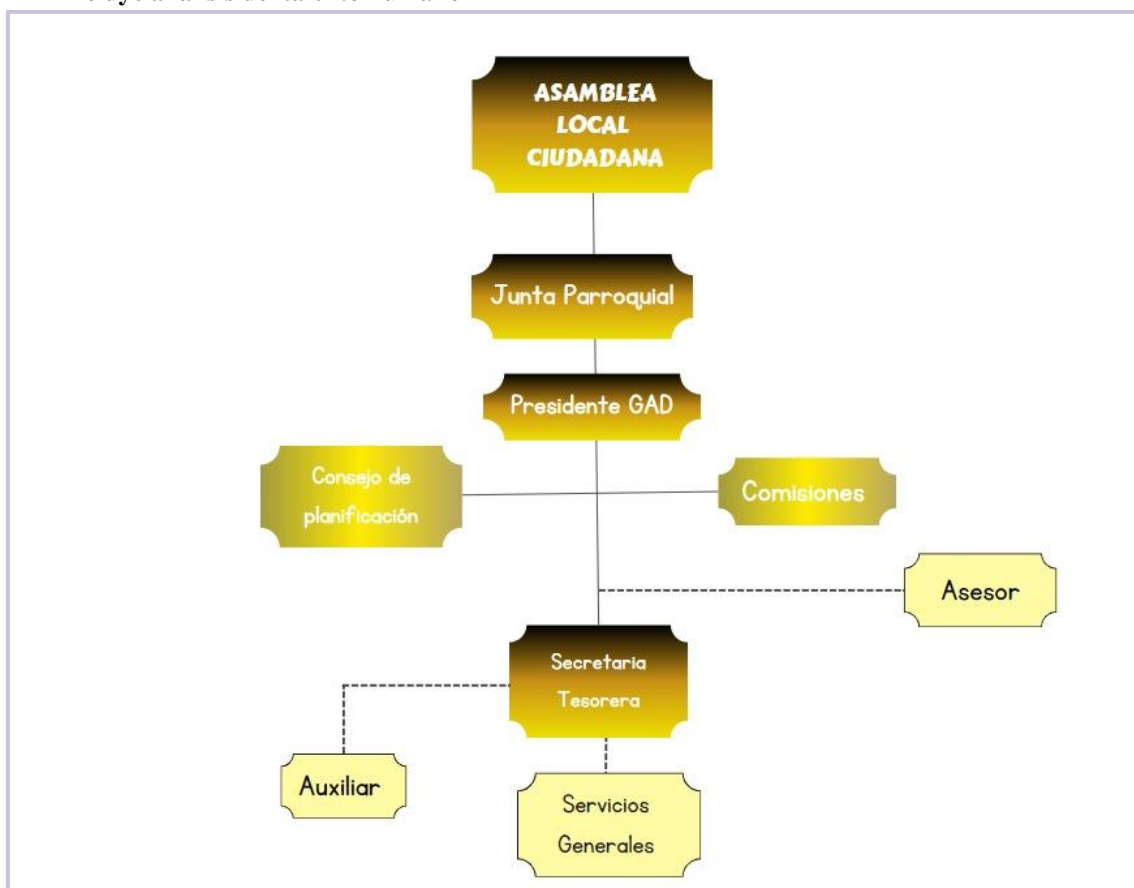 ASAMBLEA
LOCAL
CIUDADANA
Junta Parroquial
Presidente GAD
Consejo de
planificación
Comisiones
Asesor
Secretaria
Tesorera
Auxiliar
Servicios
Generales